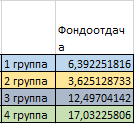 Фондоотдач
а
1 группа 6,392251816
2 группа 3,625128733
3 группа 12,49704142
4 группа 17,03225806